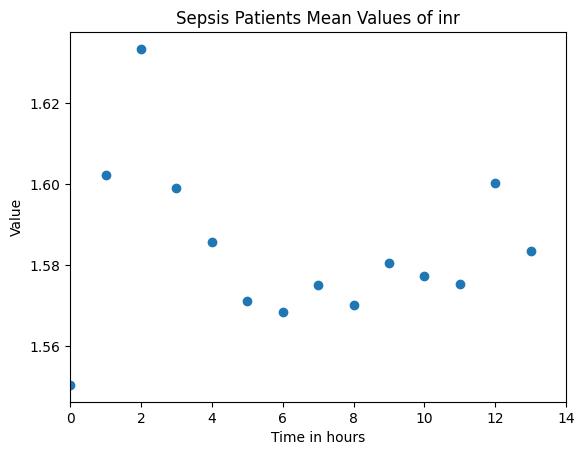 Sepsis Patients Mean Values of inr
1.62
1.60
1.58
1.56
Value
0 2 4 6 8 10 12 14
Time in hours